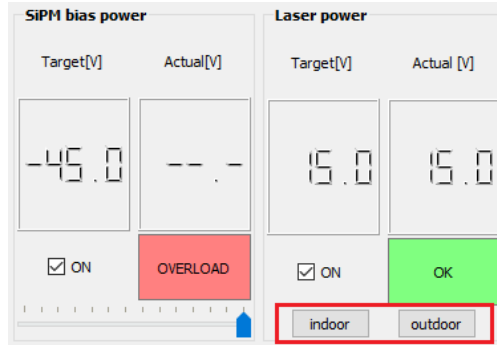 SiPM bias power Laser power
Target[V] Actual[V] Target[V] Actual [V]
-45.0 --.- 15.0 15.0
ON OVERLOAD ON OK
indoor outdoor